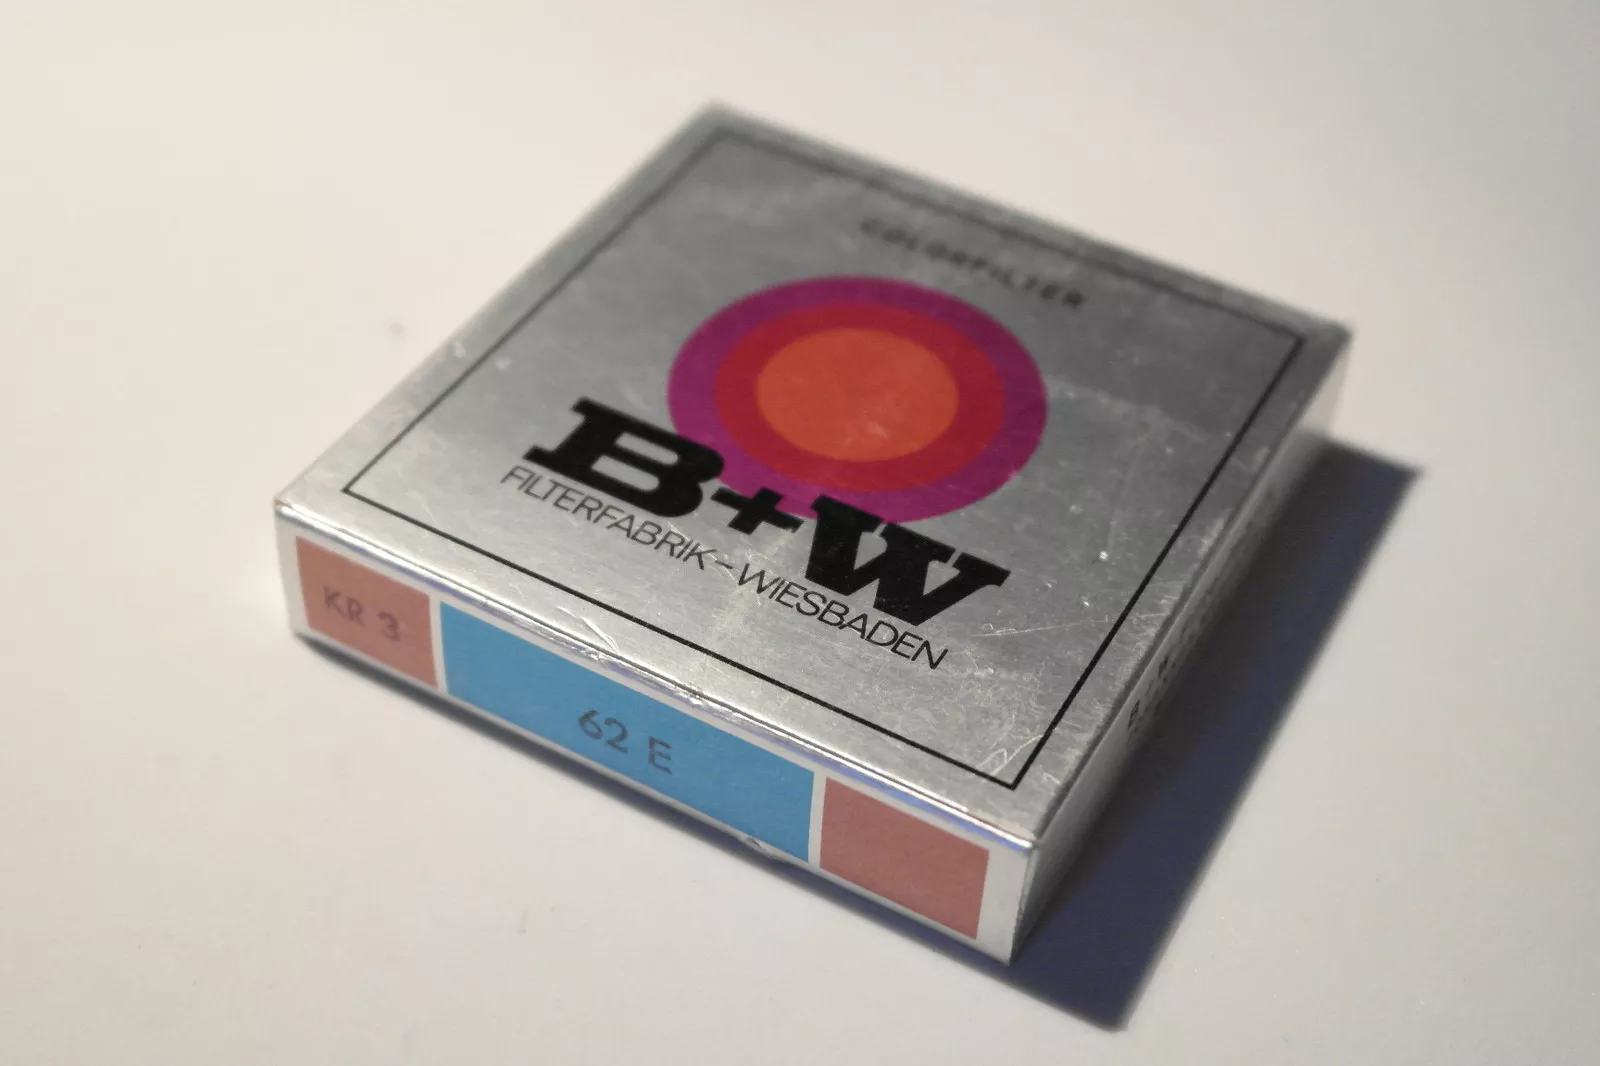 COLORFILTER
B+W
FILTERFABRIK-WIESBADEN
KR 3
62 E